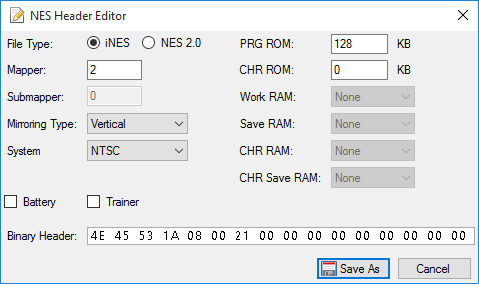 NES Header Editor
File Type: iNES NES 2.0 PRG ROM: 128 KB
Mapper: 2 CHR ROM: 0 KB
Submapper: 0 Work RAM: None
Mirroring Type: Vertical Save RAM: None
System NTSC CHR RAM: None
CHR Save RAM: None
Battery Trainer
Binary Header: 4E 45 53 1A 08 00 21 00 00 00 00 00 00 00 00 00
Save As Cancel